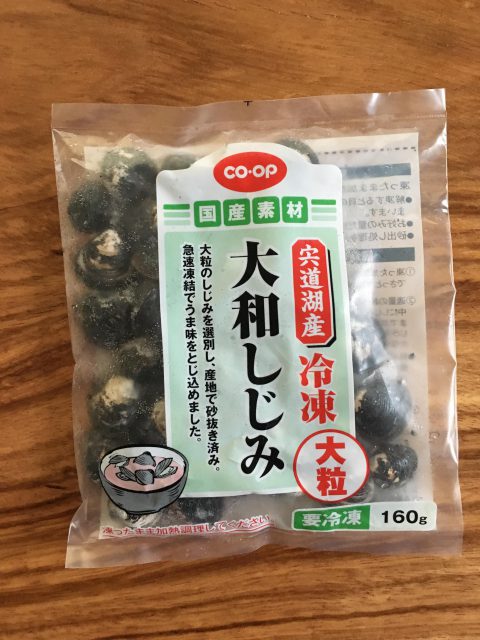 CO·OP
国産素材
宍道湖産
冷凍
大粒
大和しじみ
大粒のしじみを選別し、産地で砂抜き済み。
急速凍結でうま味をとじ込めました。
凍ったまま加熱調理してください
要冷凍 160g